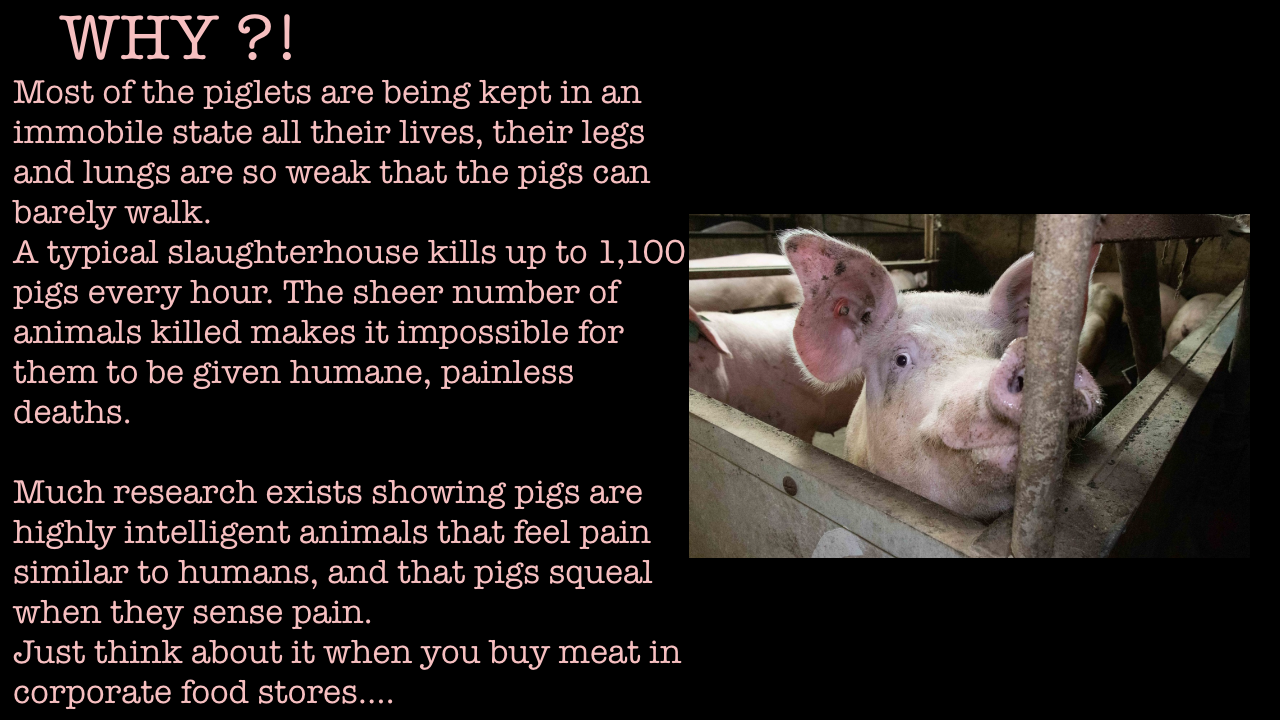 WHY ?!
Most of the piglets are being kept in an
immobile state all their lives, their legs
and lungs are so weak that the pigs can
barely walk.
A typical slaughterhouse kills up to 1,100
pigs every hour. The sheer number of
animals killed makes it impossible for
them to be given humane, painless
deaths.
Much research exists showing pigs are
highly intelligent animals that feel pain
similar to humans, and that pigs squeal
when they sense pain.
Just think about it when you buy meat in
corporate food stores....